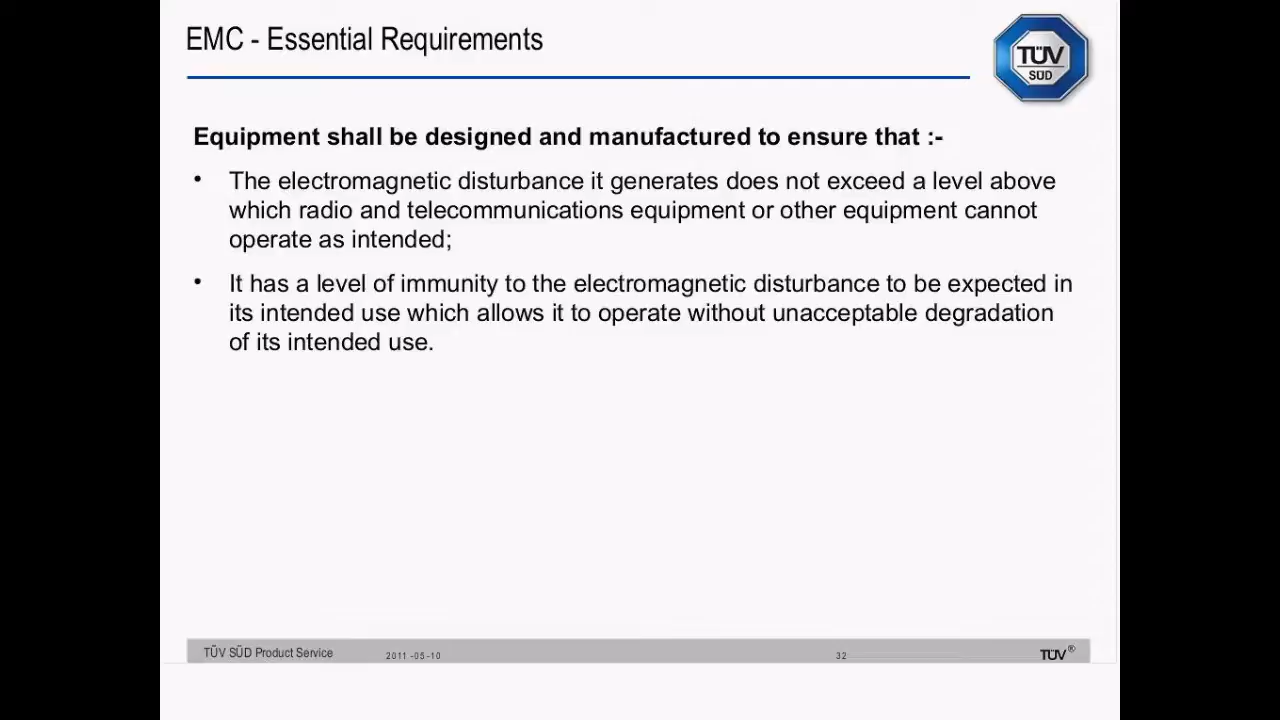 EMC - Essential Requirements
TÜV
SÜD
Equipment shall be designed and manufactured to ensure that :-
• The electromagnetic disturbance it generates does not exceed a level above
which radio and telecommunications equipment or other equipment cannot
operate as intended;
• It has a level of immunity to the electromagnetic disturbance to be expected in
its intended use which allows it to operate without unacceptable degradation
of its intended use.
TÜV SÜD Product Service 2011-05-10 32 TÜV®